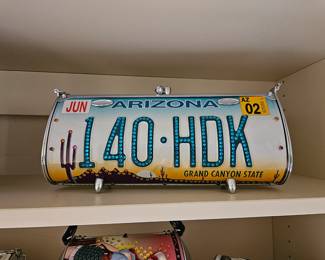 JUN ARIZONA AZ 02
140·HDK
GRAND CANYON STATE